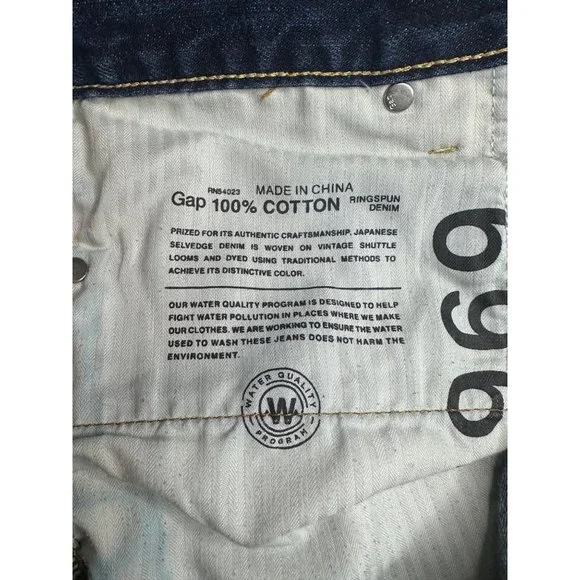 RN54023 MADE IN CHINA
Gap 100% COTTON RINGSPUN DENIM
PRIZED FOR ITS AUTHENTIC CRAFTSMANSHIP, JAPANESE
SELVEDGE DENIM IS WOVEN ON VINTAGE SHUTTLE
LOOMS AND DYED USING TRADITIONAL METHODS TO
ACHIEVE ITS DISTINCTIVE COLOR.
OUR WATER QUALITY PROGRAM IS DESIGNED TO HELP
FIGHT WATER POLLUTION IN PLACES WHERE WE MAKE
OUR CLOTHES. WE ARE WORKING TO ENSURE THE WATER
USED TO WASH THESE JEANS DOES NOT HARM THE
ENVIRONMENT.
WATER QUALITY
W
PROGRAM
696